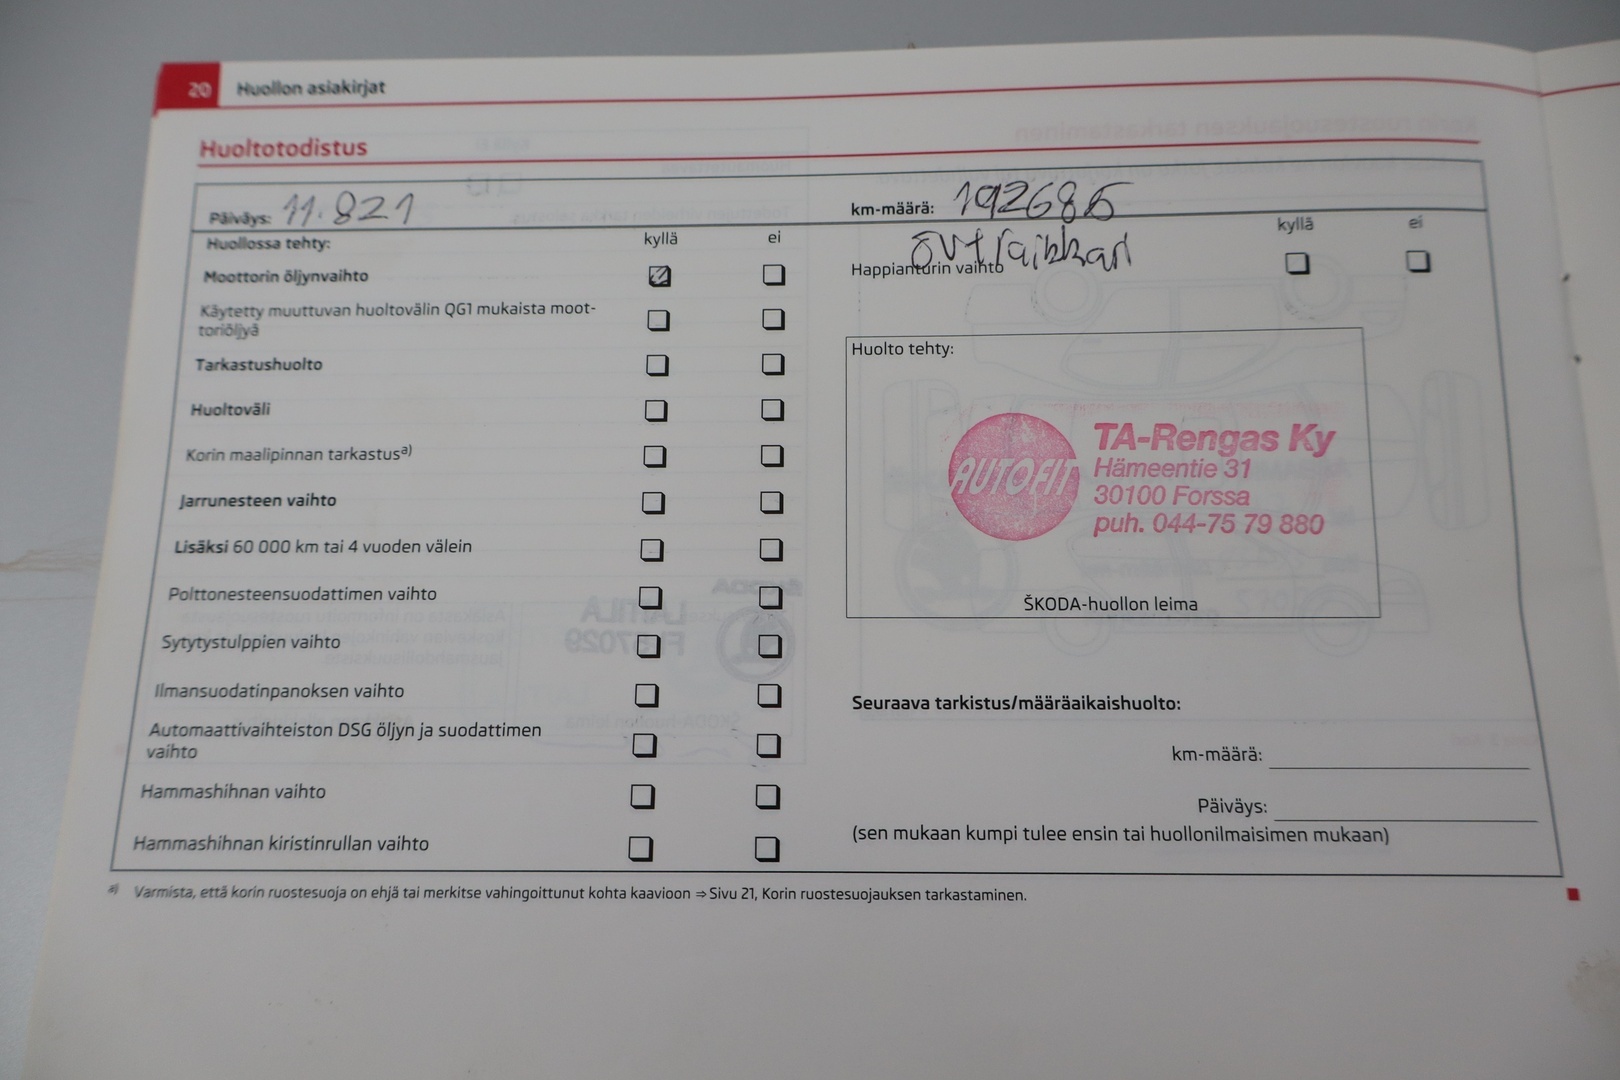 20 Huollon asiakirjat
Huoltotodistus
Päiväys: 11.821
km-määrä: 192686
Huollossa tehty: kyllä ei
kyllä ei
Moottorin öljynvaihto
Käytetty muuttuvan huoltovälin QG1 mukaista moot-
toriöljyä
Tarkastushuolto
Huoltoväli
Korin maalipinnan tarkastusa)
Jarrunesteen vaihto
Lisäksi 60 000 km tai 4 vuoden välein
Polttonesteensuodattimen vaihto
Sytytystulppien vaihto
Ilmansuodatinpanoksen vaihto
Automaattivaihteiston DSG öljyn ja suodattimen
vaihto
Hammashihnan vaihto
Hammashihnan kiristinrullan vaihto
Happianturin vaihto
Huolto tehty:
AUTOFIT
TA-Rengas Ky
Hämeentie 31
30100 Forssa
puh. 044-75 79 880
ŠKODA-huollon leima
Seuraava tarkistus/määräaikaishuolto:
km-määrä:
Päiväys:
(sen mukaan kumpi tulee ensin tai huollonilmaisimen mukaan)
a) Varmista, että korin ruostesuoja on ehjä tai merkitse vahingoittunut kohta kaavioon ⇒ Sivu 21, Korin ruostesuojauksen tarkastaminen.